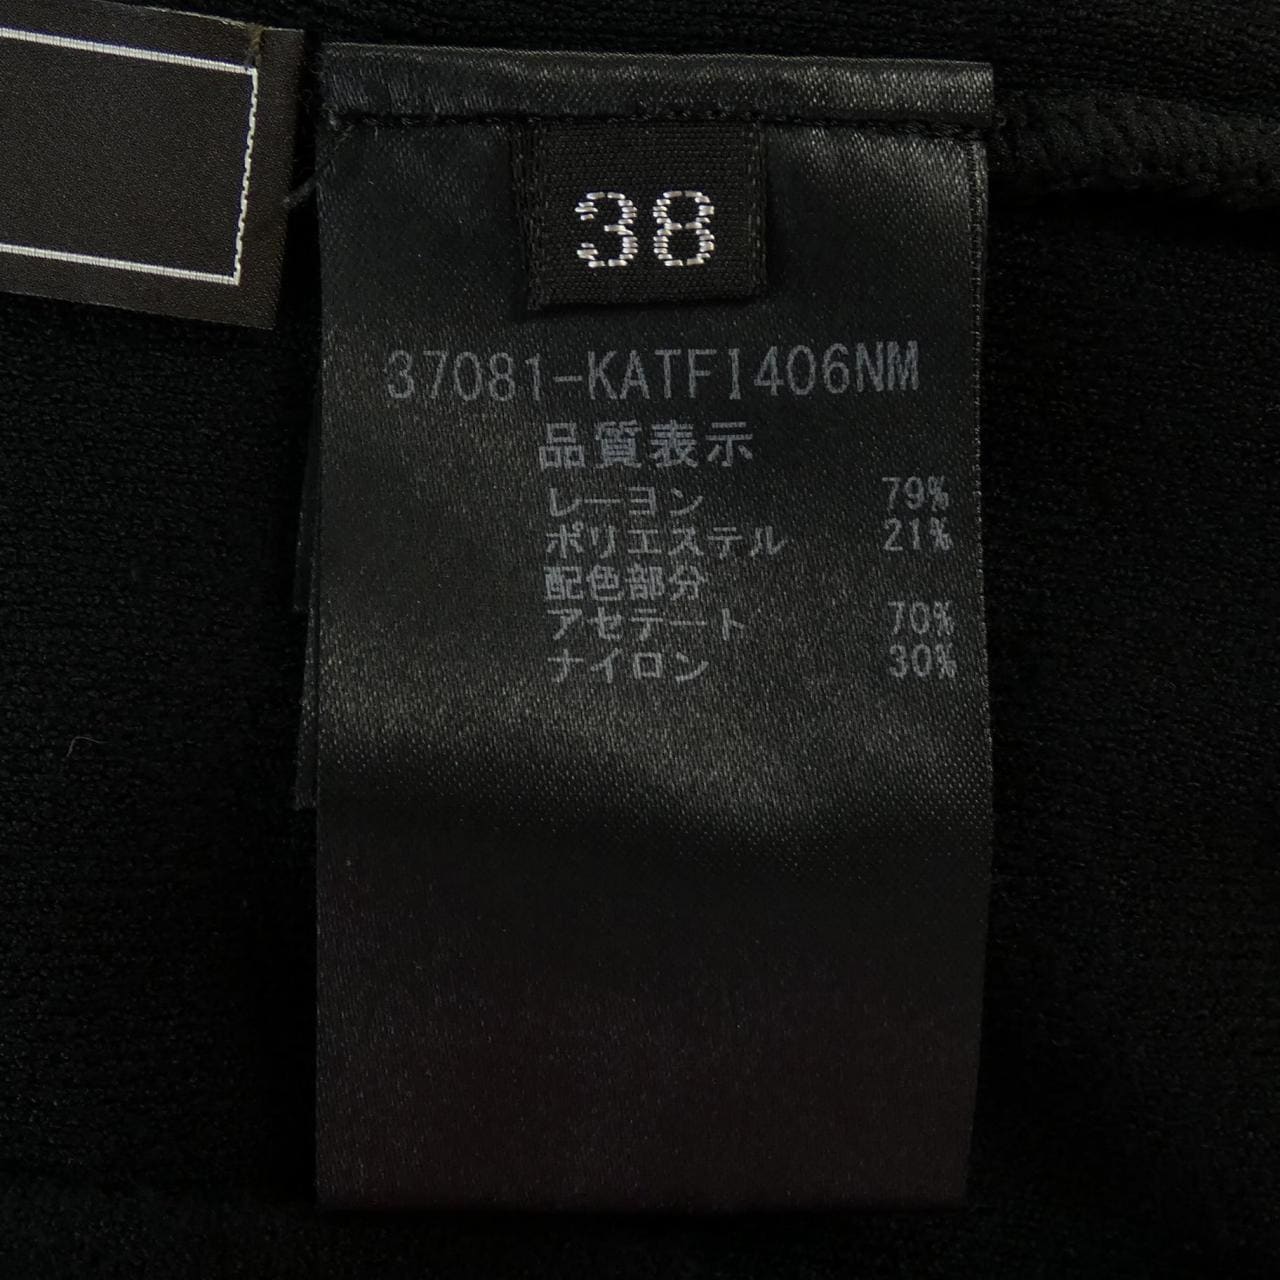 38
37081-KATFI406NM
品質表示
レーヨン 79%
ポリエステル 21%
配色部分
アセテート 70%
ナイロン 30%